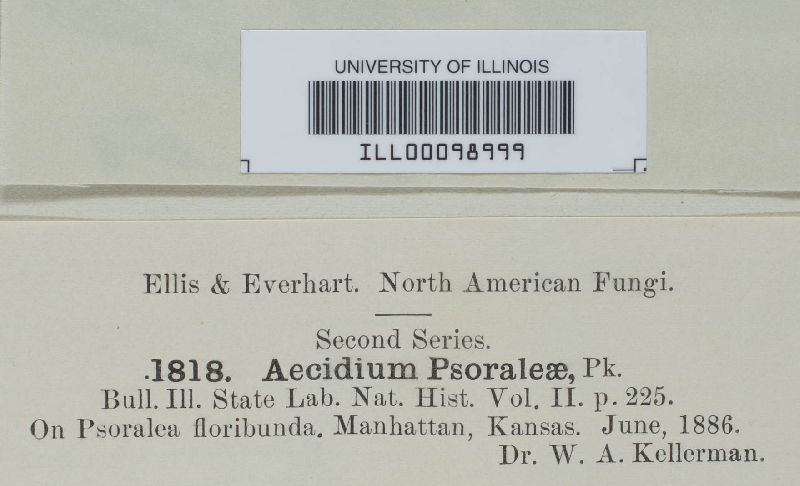 UNIVERSITY OF ILLINOIS
ILL00098999
Ellis & Everhart. North American Fungi.
Second Series.
1818. Aecidium Psoraleæ, Pk.
Bull. Ill. State Lab. Nat. Hist. Vol. II. p. 225.
On Psoralea floribunda. Manhattan, Kansas. June, 1886.
Dr. W. A. Kellerman.